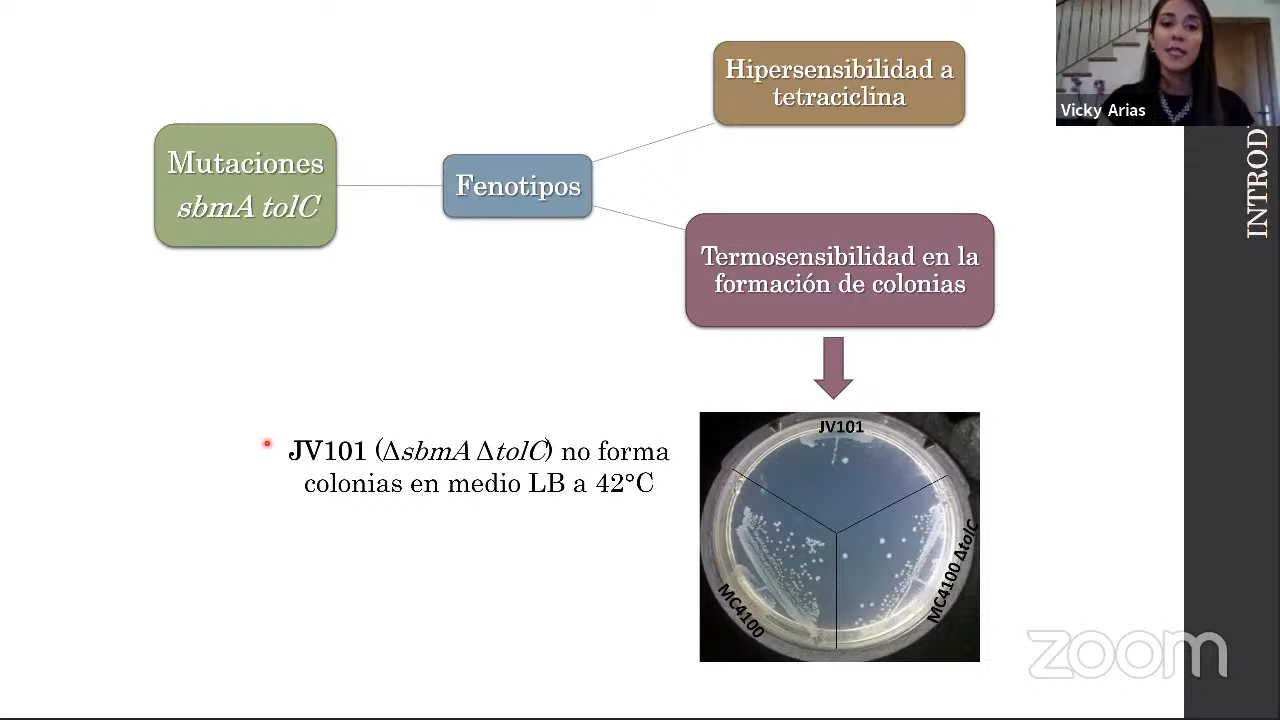 Hipersensibilidad a
tetraciclina
Vicky Arias
INTROD
Mutaciones
sbmA tolC
Fenotipos
Termosensibilidad en la
formación de colonias
JV101 (ΔsbmA ΔtolC) no forma
colonias en medio LB a 42°C
JV101
MC4100
MC4100 ΔtolC
zoom